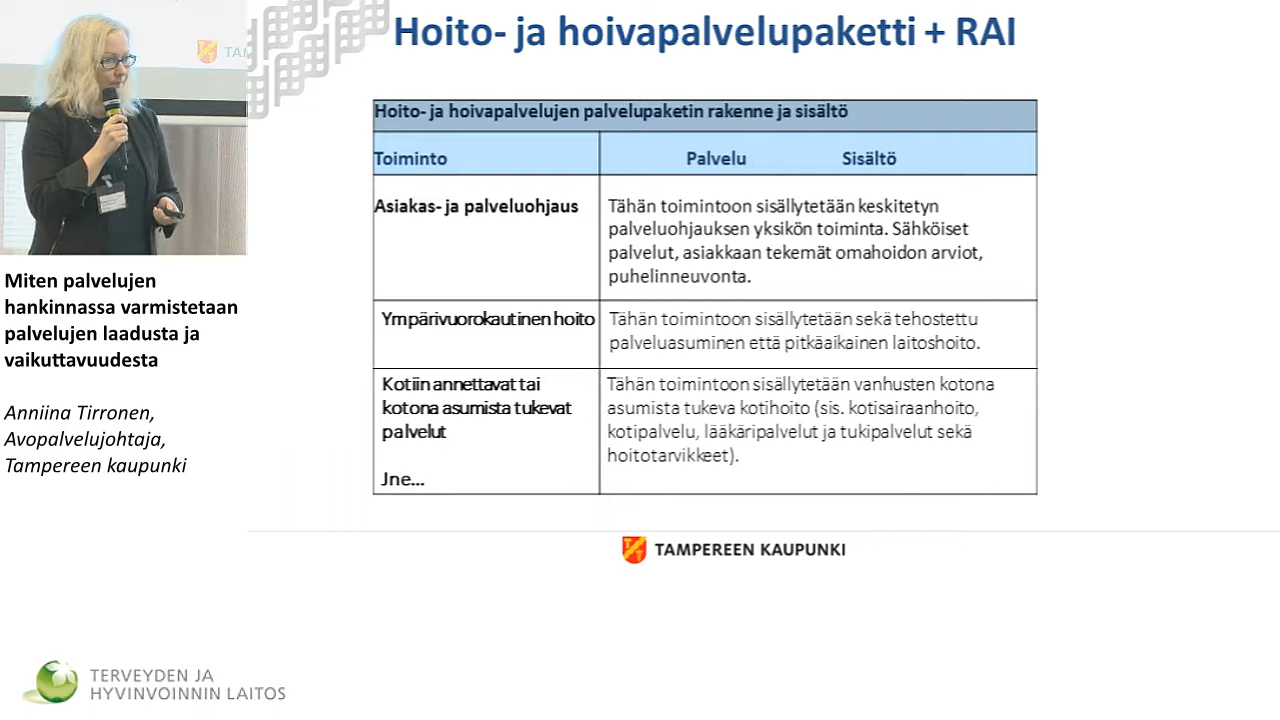 TA
Hoito- ja hoivapalvelupaketti + RAI
Hoito- ja hoivapalvelujen palvelupaketin rakenne ja sisältö
Toiminto Palvelu Sisältö
Asiakas- ja palveluohjaus
Tähän toimintoon sisällytetään keskitetyn
palveluohjauksen yksikön toiminta. Sähköiset
palvelut, asiakkaan tekemät omahoidon arviot,
puhelinneuvonta.
Ympärivuorokautinen hoito
Tähän toimintoon sisällytetään sekä tehostettu
palveluasuminen että pitkäaikainen laitoshoito.
Kotiin annettavat tai
kotona asumista tukevat
palvelut
Jne...
Tähän toimintoon sisällytetään vanhusten kotona
asumista tukeva kotihoito (sis. kotisairaanhoito,
kotipalvelu, lääkäripalvelut ja tukipalvelut sekä
hoitotarvikkeet).
TAMPEREEN KAUPUNKI
Miten palvelujen
hankinnassa varmistetaan
palvelujen laadusta ja
vaikuttavuudesta
Anniina Tirronen,
Avopalvelujohtaja,
Tampereen kaupunki
TERVEYDEN JA
HYVINVOINNIN LAITOS